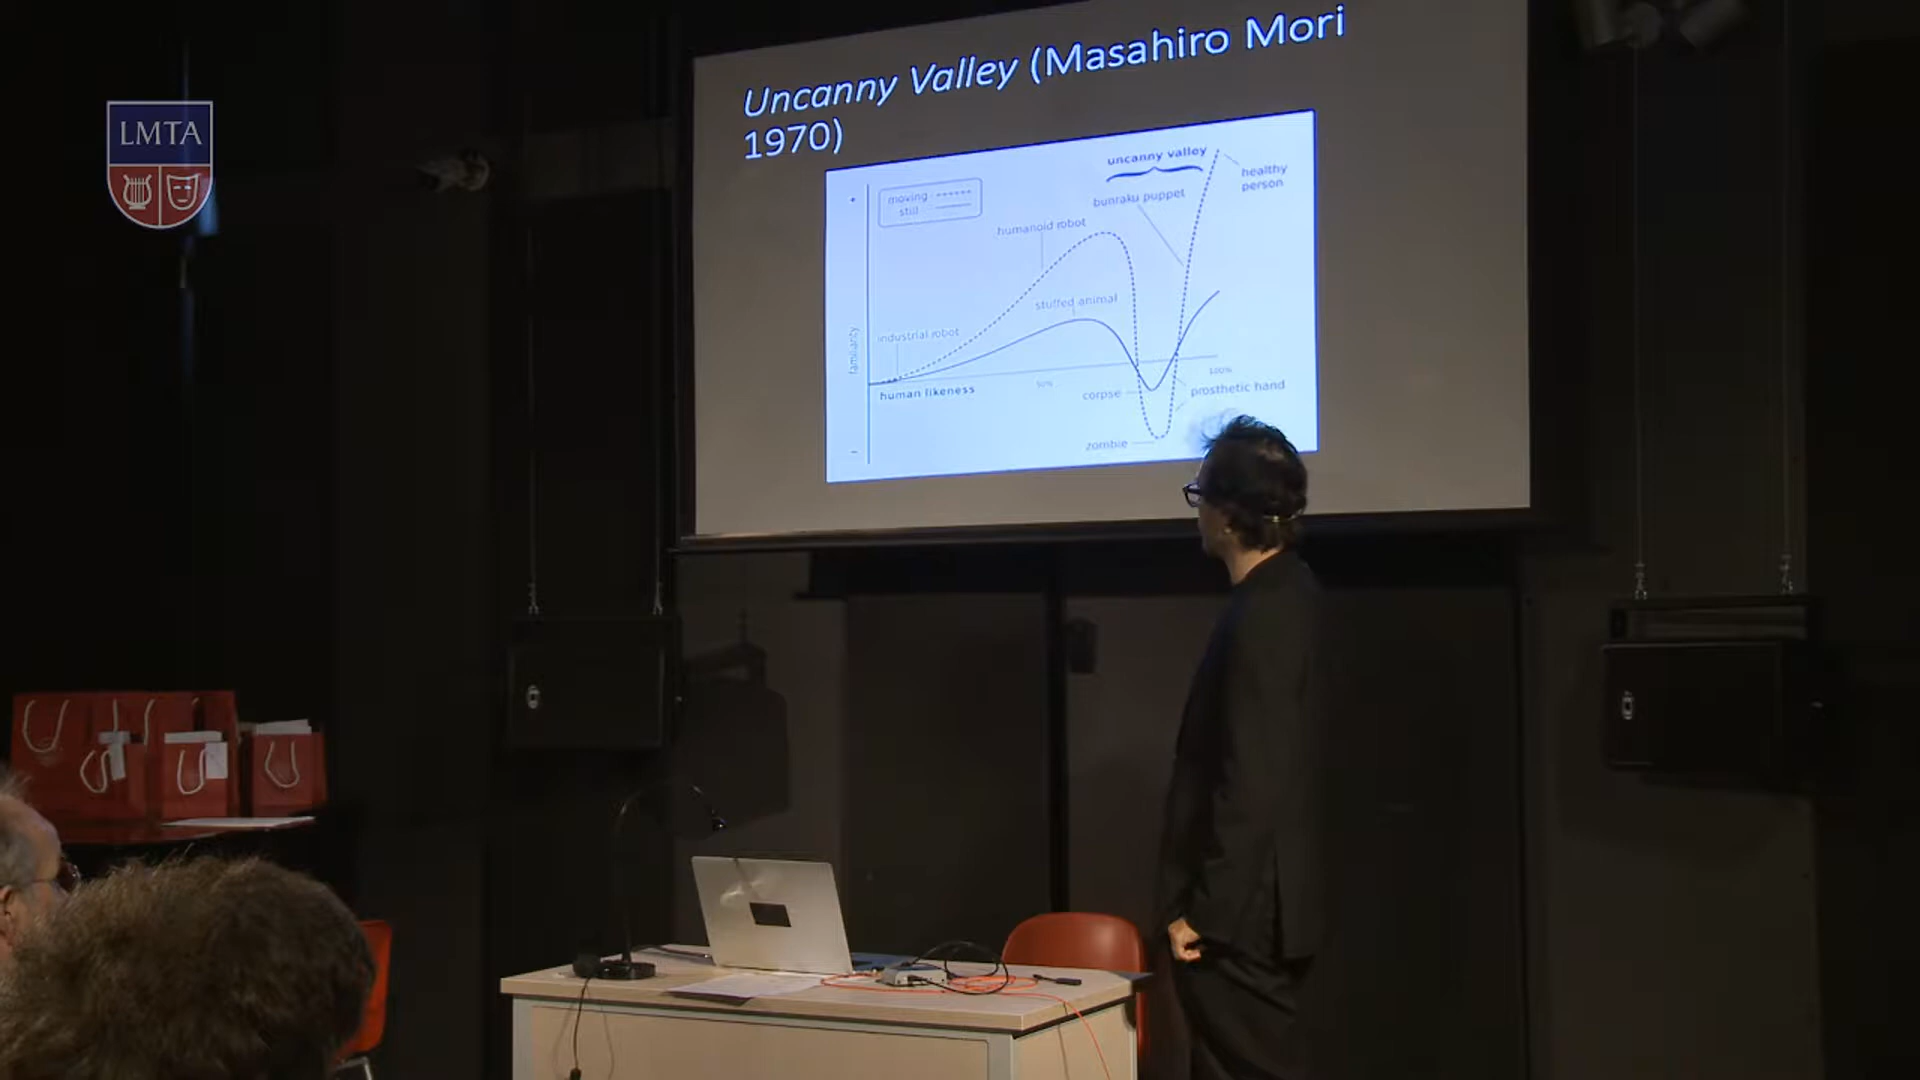 LMTA
Uncanny Valley (Masahiro Mori
1970)
uncanny valley
moving
still
healthy
person
bunraku puppet
humanoid robot
stuffed animal
industrial robot
familiarity
human likeness
50%
100%
corpse
prosthetic hand
zombie